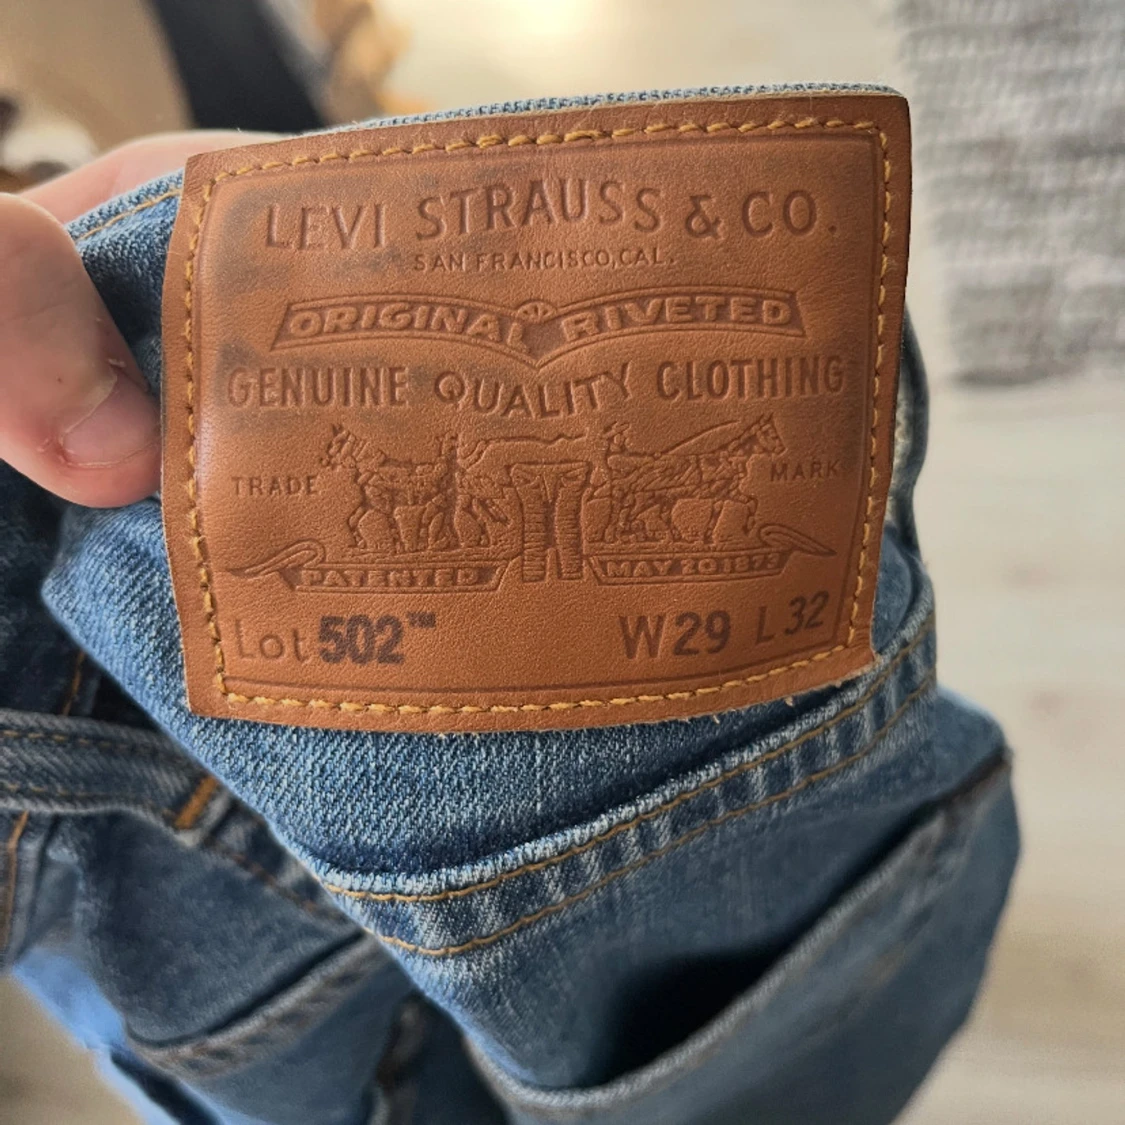 LEVI STRAUSS & CO.
SAN FRANCISCO, CAL.
ORIGINAL RIVETED
GENUINE QUALITY CLOTHING
TRADE MARK
PATENTED MAY 20 1873
Lot 502™ W29 L32